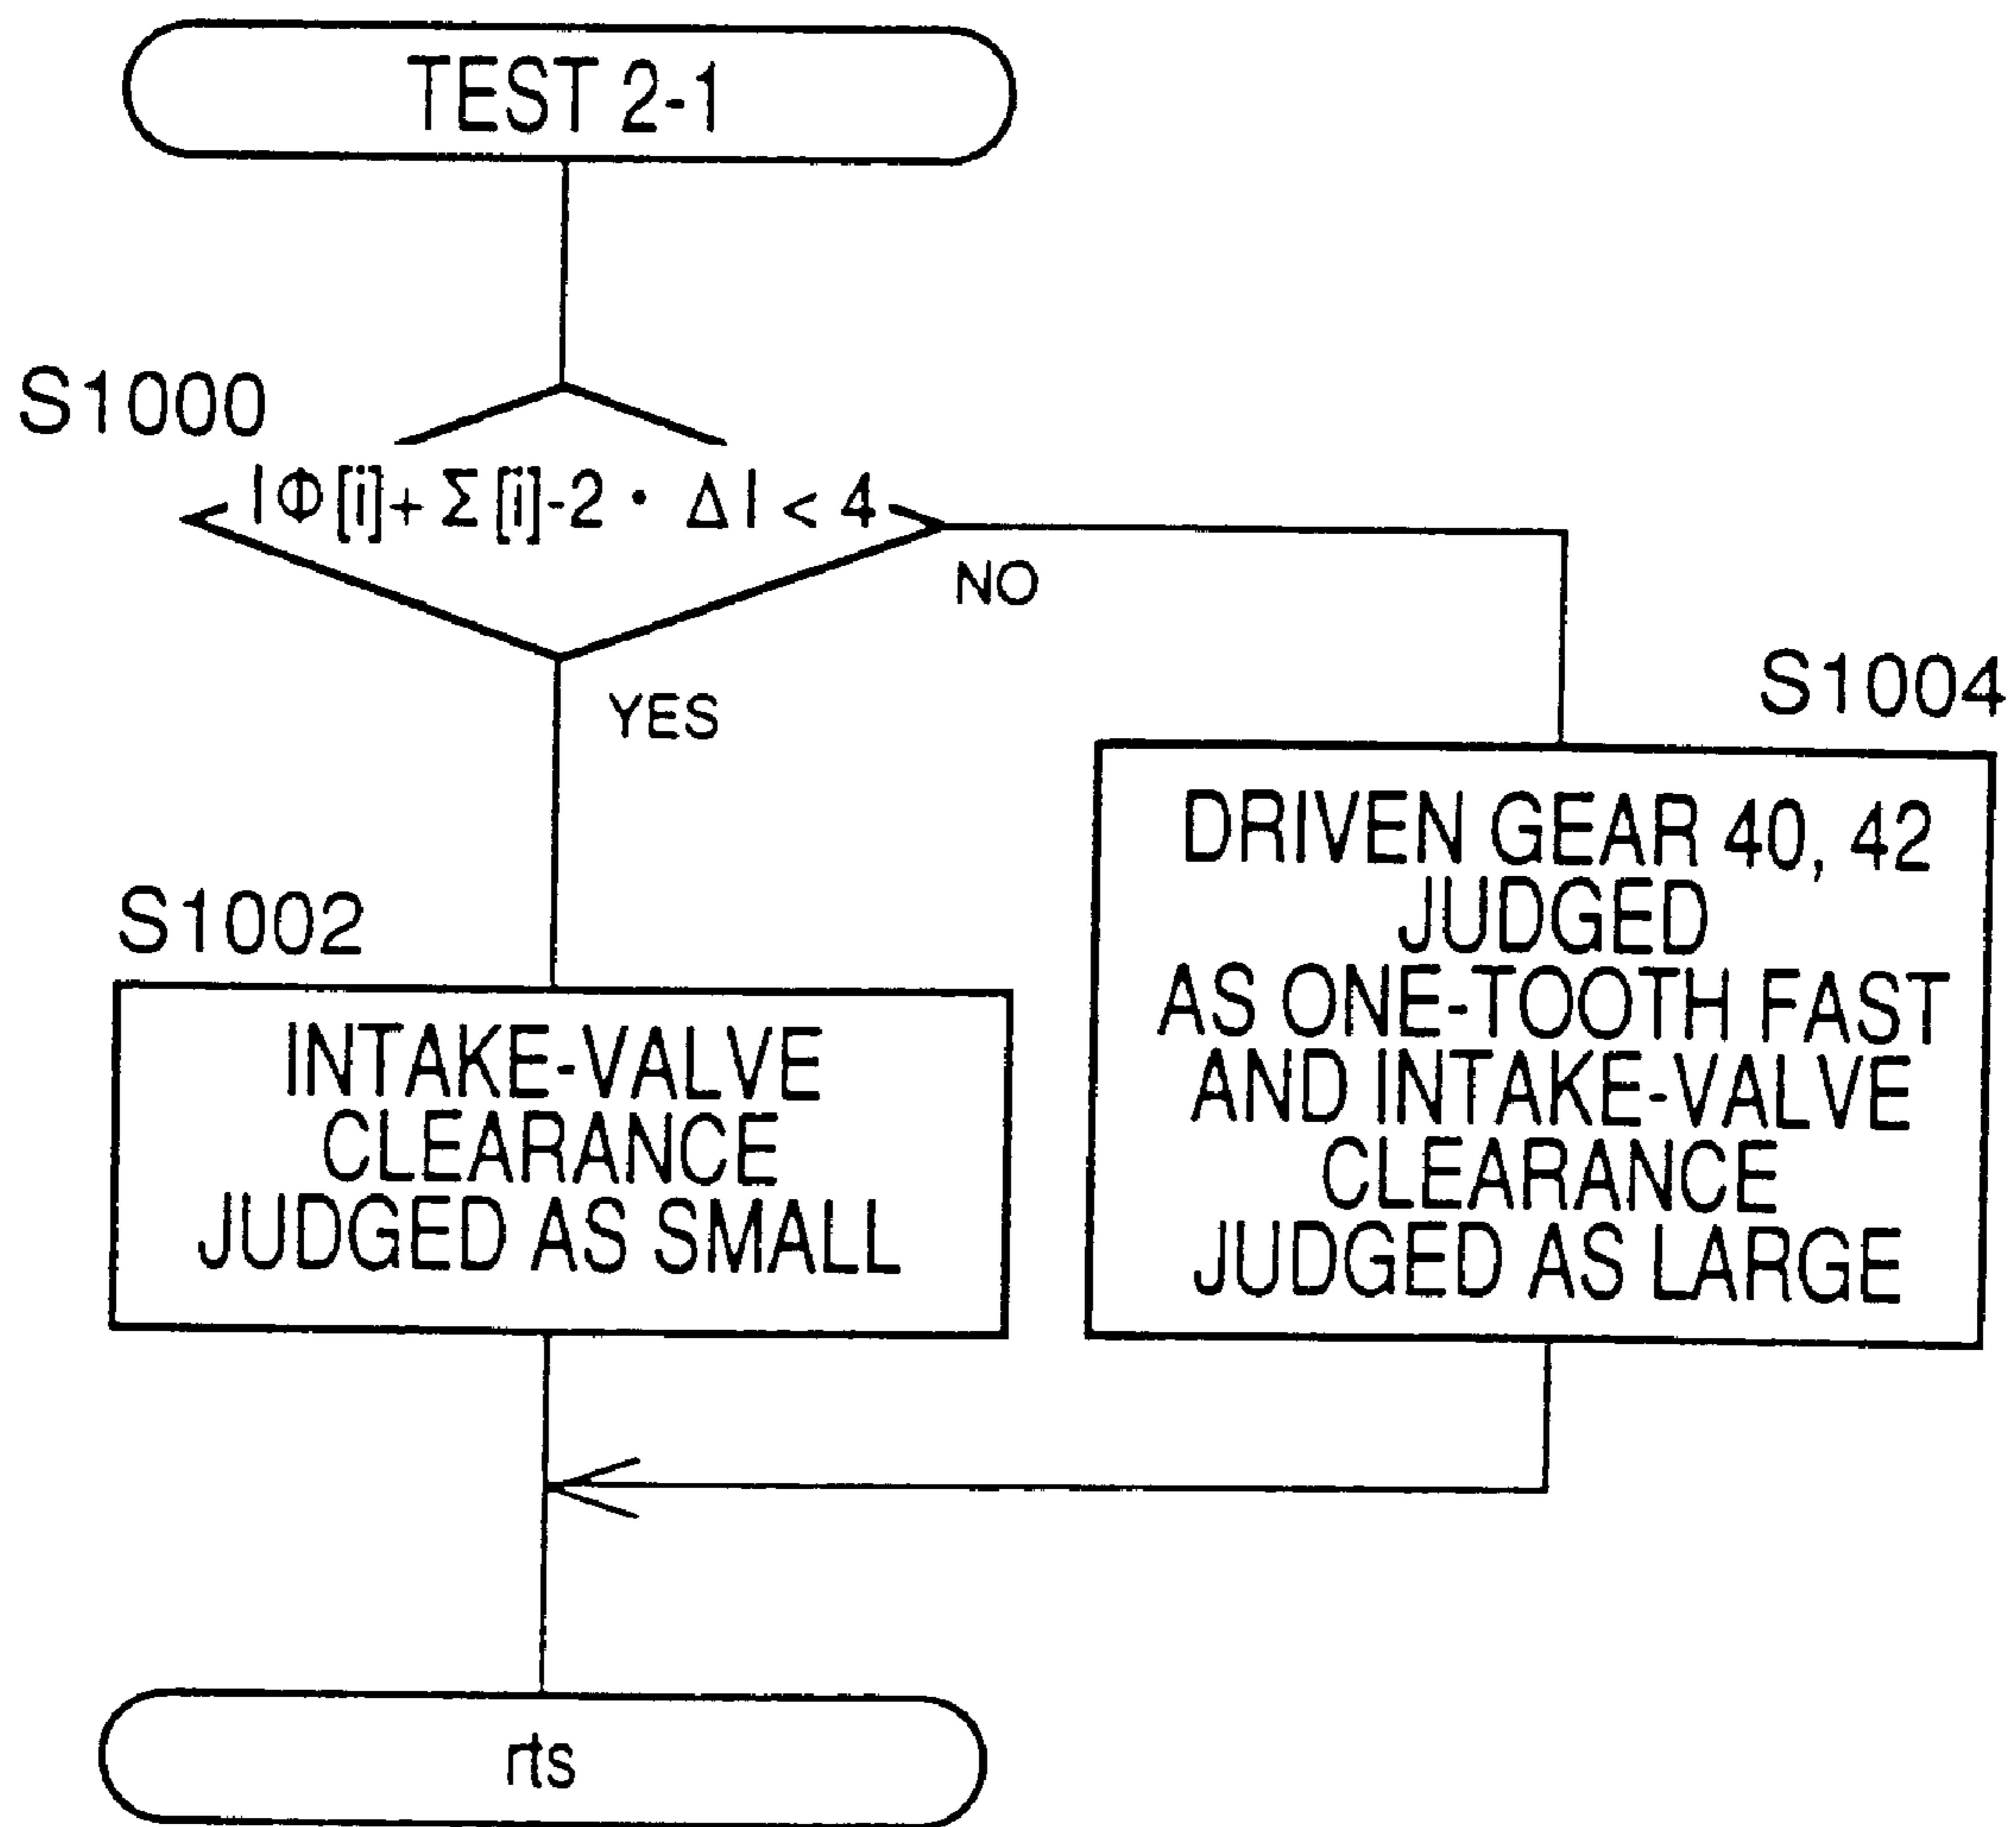 TEST 2-1
S1000
|Φ[i]+Σ[i]-2・Δ|<4
NO
YES
S1004
DRIVEN GEAR 40, 42
JUDGED
AS ONE-TOOTH FAST
AND INTAKE-VALVE
CLEARANCE
JUDGED AS LARGE
S1002
INTAKE-VALVE
CLEARANCE
JUDGED AS SMALL
rts